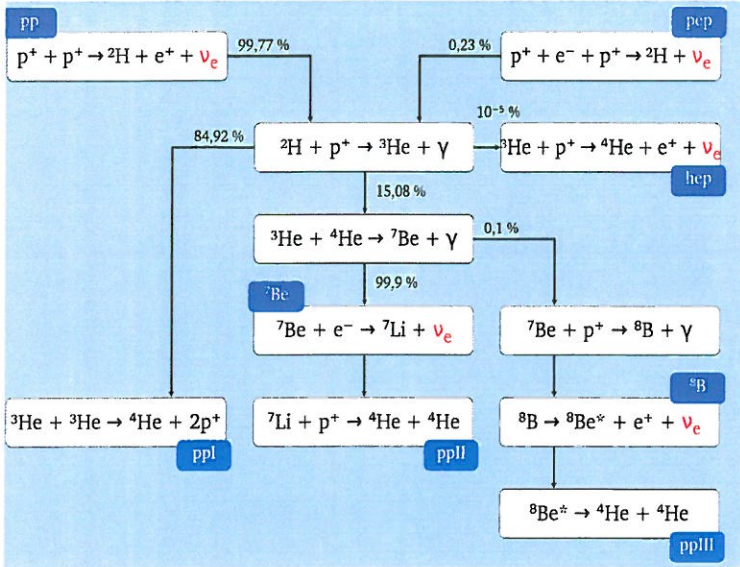 pp
pep
p⁺ + p⁺ → ²H + e⁺ + νₑ
99,77 %
0,23 %
p⁺ + e⁻ + p⁺ → ²H + νₑ
10⁻⁵ %
84,92 %
²H + p⁺ → ³He + γ
³He + p⁺ → ⁴He + e⁺ + νₑ
hep
15,08 %
³He + ⁴He → ⁷Be + γ
0,1 %
99,9 %
⁷Be
⁷Be + e⁻ → ⁷Li + νₑ
⁷Be + p⁺ → ⁸B + γ
⁸B
³He + ³He → ⁴He + 2p⁺
⁷Li + p⁺ → ⁴He + ⁴He
⁸B → ⁸Be* + e⁺ + νₑ
ppI
ppII
⁸Be* → ⁴He + ⁴He
ppIII